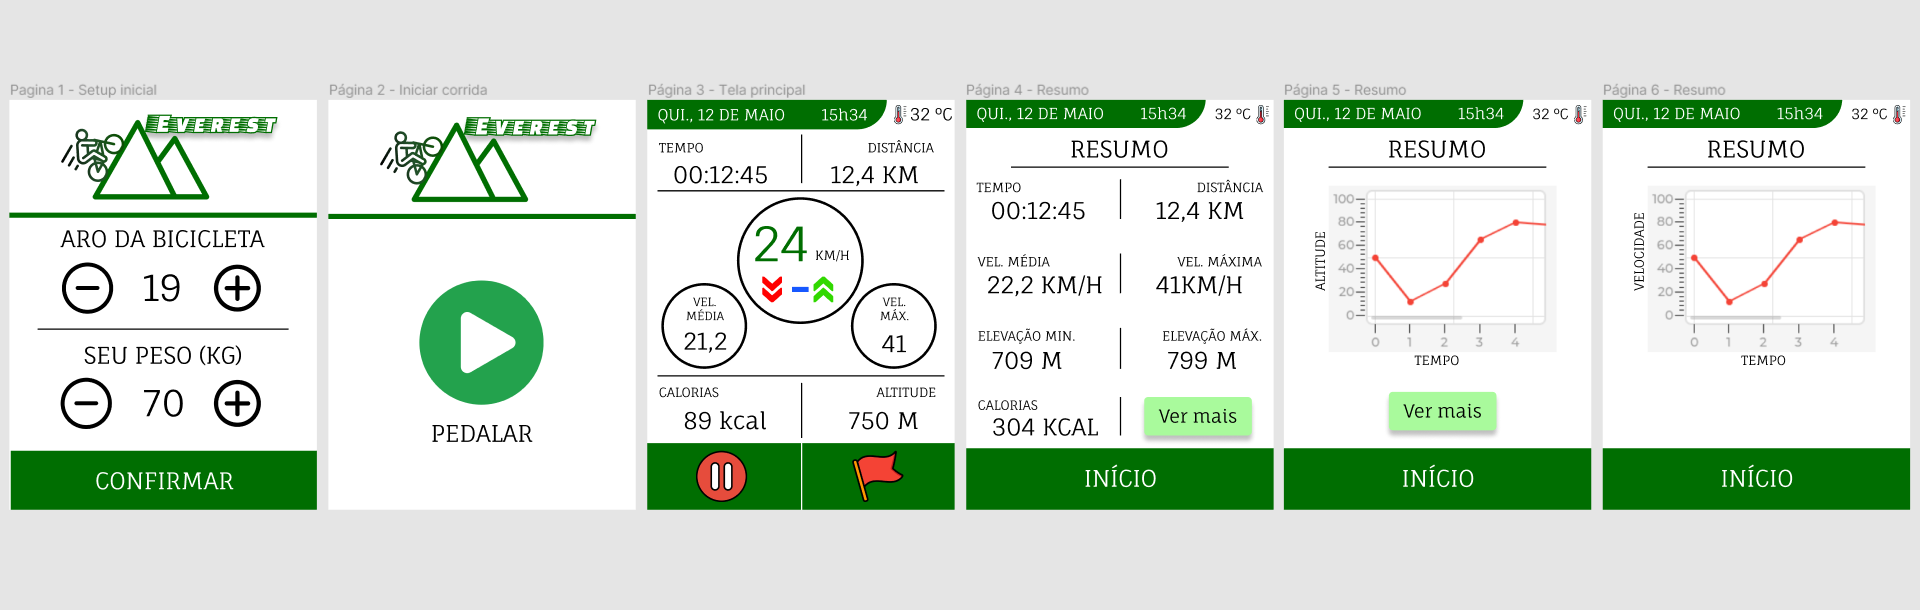 Pagina 1 - Setup inicial
EVEREST
ARO DA BICICLETA
19
SEU PESO (KG)
70
CONFIRMAR
Página 2 - Iniciar corrida
EVEREST
PEDALAR
Página 3 - Tela principal
QUI., 12 DE MAIO 15h34 32 ºC
TEMPO DISTÂNCIA
00:12:45 12,4 KM
24 KM/H
VEL. MÉDIA
21,2
VEL. MÁX.
41
CALORIAS ALTITUDE
89 kcal 750 M
Página 4 - Resumo
QUI., 12 DE MAIO 15h34 32 ºC
RESUMO
TEMPO DISTÂNCIA
00:12:45 12,4 KM
VEL. MÉDIA VEL. MÁXIMA
22,2 KM/H 41KM/H
ELEVAÇÃO MIN. ELEVAÇÃO MÁX.
709 M 799 M
CALORIAS
304 KCAL Ver mais
INÍCIO
Página 5 - Resumo
QUI., 12 DE MAIO 15h34 32 ºC
RESUMO
ALTITUDE
100
80
60
40
20
0
0 1 2 3 4
TEMPO
Ver mais
INÍCIO
Página 6 - Resumo
QUI., 12 DE MAIO 15h34 32 ºC
RESUMO
VELOCIDADE
100
80
60
40
20
0
0 1 2 3 4
TEMPO
INÍCIO